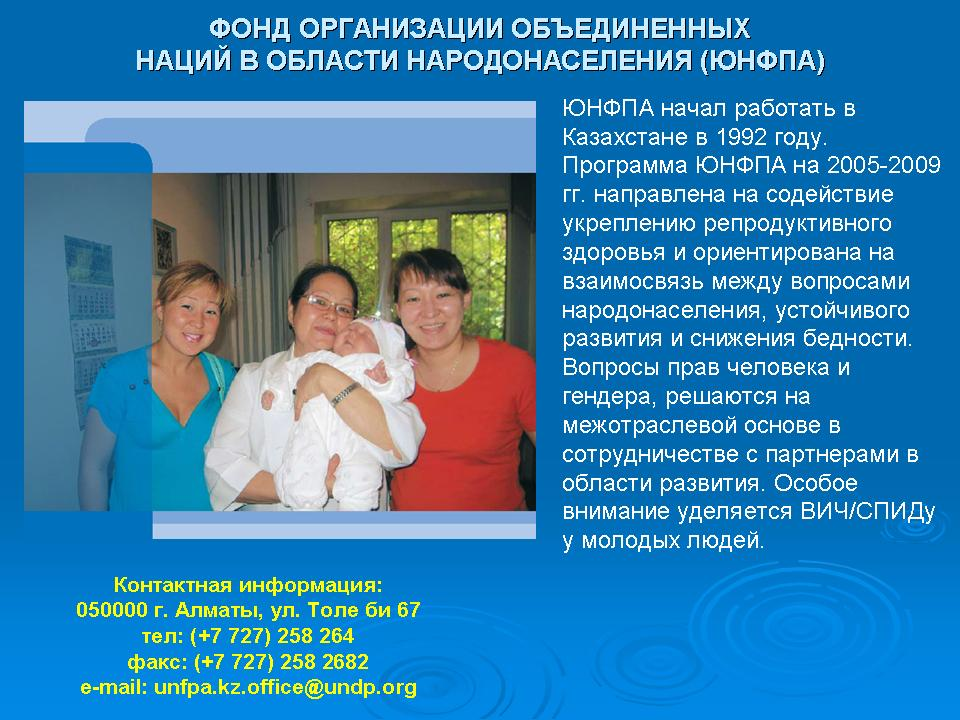 ФОНД ОРГАНИЗАЦИИ ОБЪЕДИНЕННЫХ
НАЦИЙ В ОБЛАСТИ НАРОДОНАСЕЛЕНИЯ (ЮНФПА)
ЮНФПА начал работать в
Казахстане в 1992 году.
Программа ЮНФПА на 2005-2009
гг. направлена на содействие
укреплению репродуктивного
здоровья и ориентирована на
взаимосвязь между вопросами
народонаселения, устойчивого
развития и снижения бедности.
Вопросы прав человека и
гендера, решаются на
межотраслевой основе в
сотрудничестве с партнерами в
области развития. Особое
внимание уделяется ВИЧ/СПИДу
у молодых людей.
Контактная информация:
050000 г. Алматы, ул. Толе би 67
тел: (+7 727) 258 264
факс: (+7 727) 258 2682
e-mail: unfpa.kz.office@undp.org